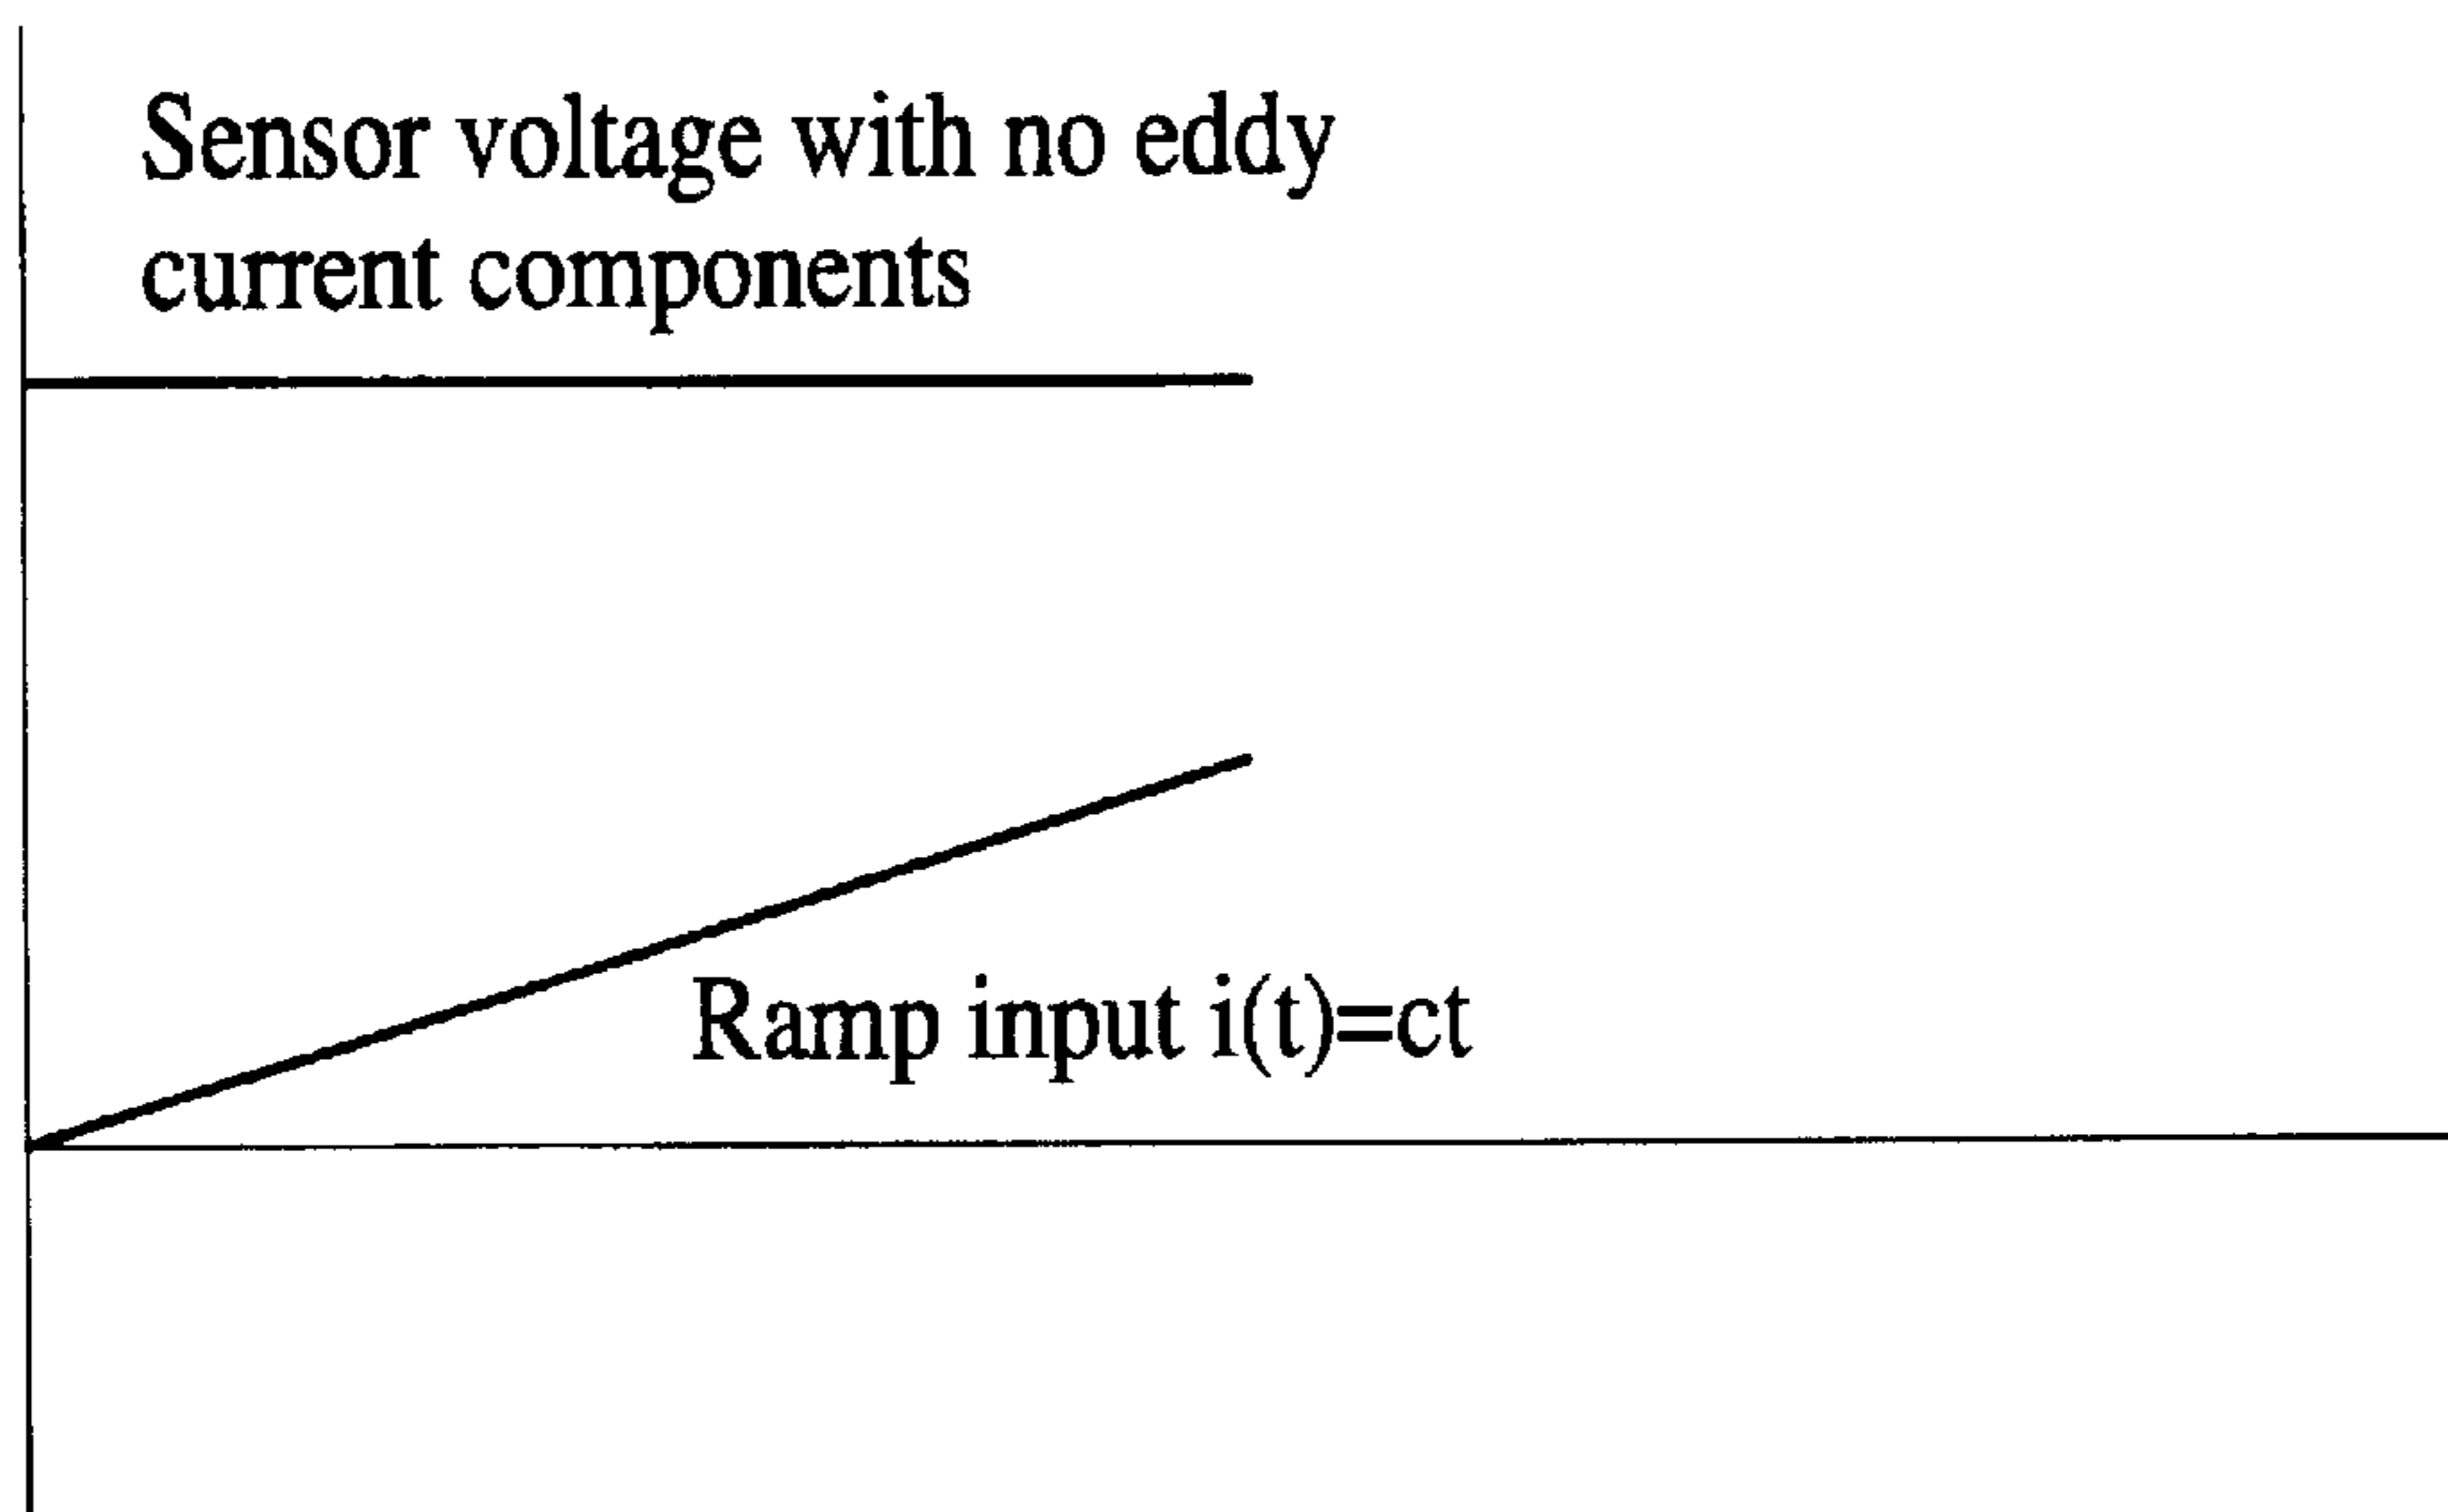 Sensor voltage with no eddy
current components
Ramp input i(t)=ct